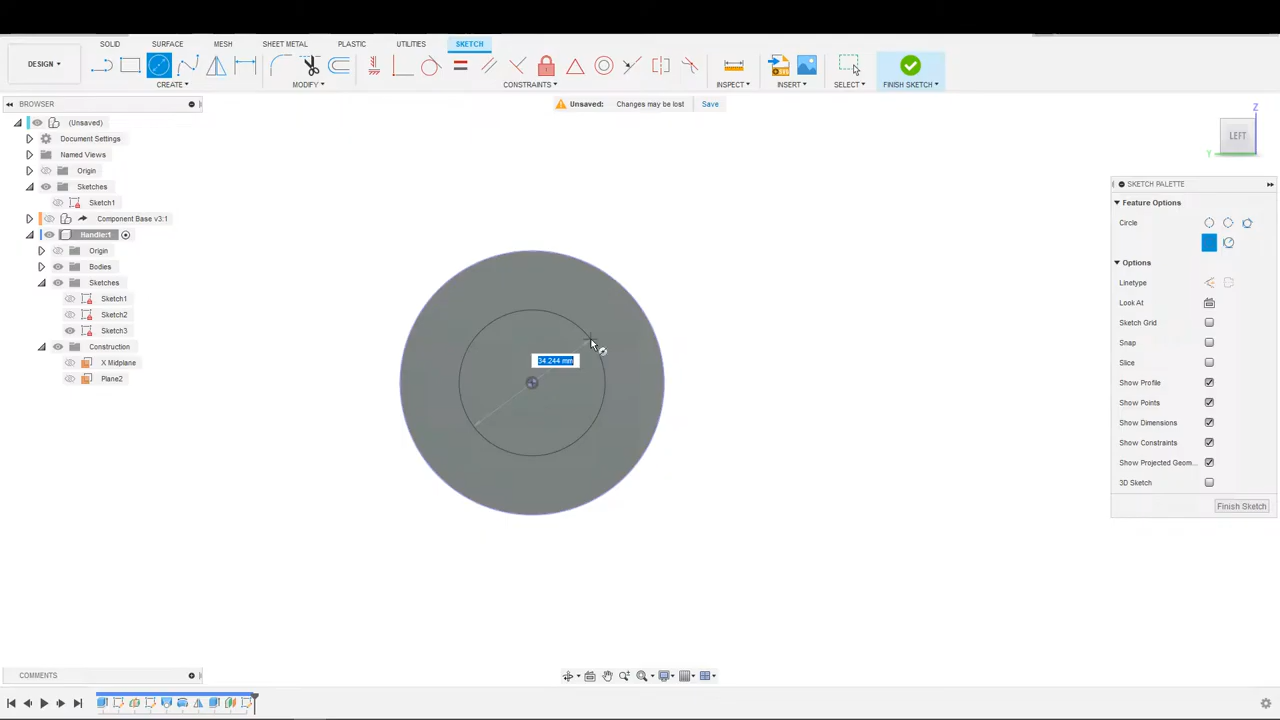 SOLID SURFACE MESH SHEET METAL PLASTIC UTILITIES SKETCH
DESIGN
CREATE MODIFY CONSTRAINTS INSPECT INSERT SELECT FINISH SKETCH
BROWSER
Unsaved: Changes may be lost Save
(Unsaved)
Document Settings
Named Views
Origin
Sketches
Sketch1
Component Base v3:1
Handle:1
Origin
Bodies
Sketches
Sketch1
Sketch2
Sketch3
Construction
X Midplane
Plane2
34.244 mm
Z
LEFT
Y
SKETCH PALETTE
Feature Options
Circle
Options
Linetype
Look At
Sketch Grid
Snap
Slice
Show Profile
Show Points
Show Dimensions
Show Constraints
Show Projected Geom...
3D Sketch
Finish Sketch
COMMENTS